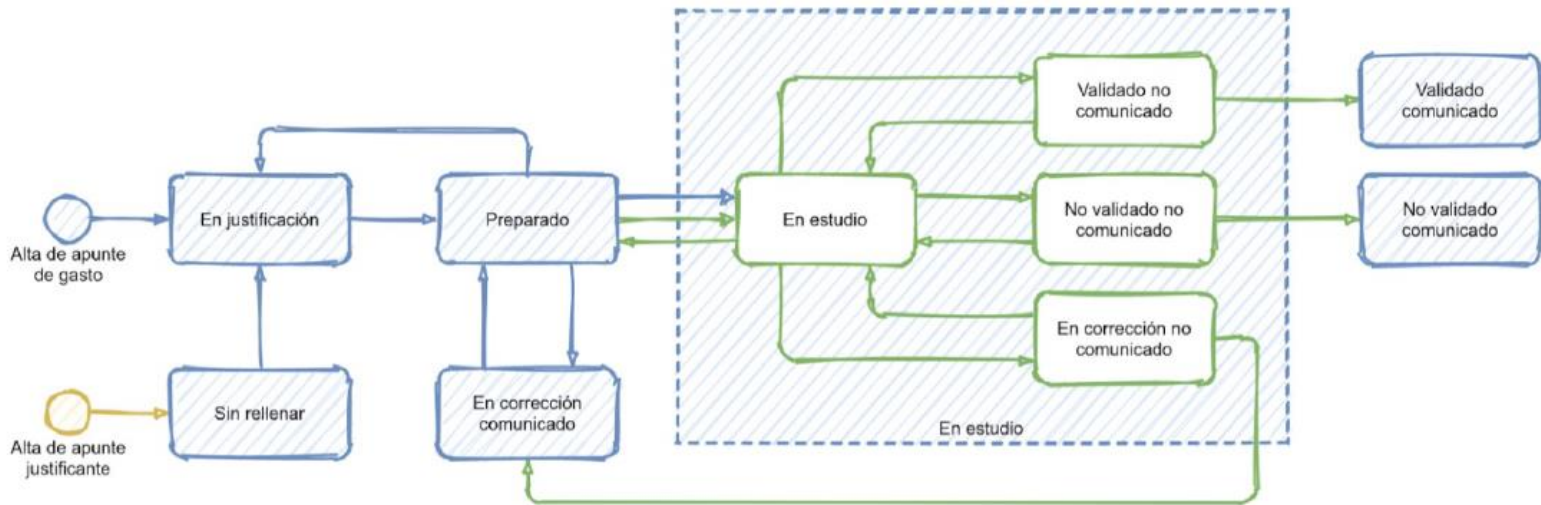 Validado no
comunicado
Validado
comunicado
En justificación
Preparado
En estudio
No validado no
comunicado
No validado
comunicado
Alta de apunte
de gasto
En corrección no
comunicado
Sin rellenar
En corrección
comunicado
En estudio
Alta de apunte
justificante